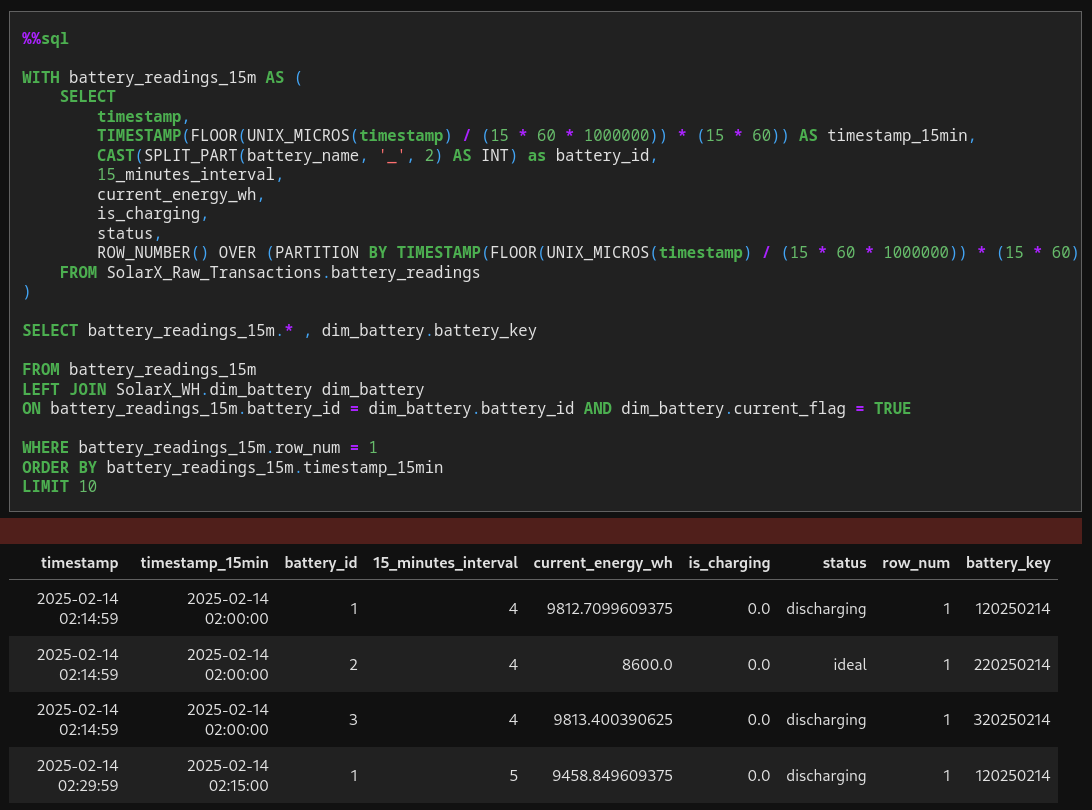 %%sql
WITH battery_readings_15m AS (
SELECT
timestamp,
TIMESTAMP(FLOOR(UNIX_MICROS(timestamp) / (15 * 60 * 1000000)) * (15 * 60)) AS timestamp_15min,
CAST(SPLIT_PART(battery_name, '_', 2) AS INT) as battery_id,
15_minutes_interval,
current_energy_wh,
is_charging,
status,
ROW_NUMBER() OVER (PARTITION BY TIMESTAMP(FLOOR(UNIX_MICROS(timestamp) / (15 * 60 * 1000000)) * (15 * 60)
FROM SolarX_Raw_Transactions.battery_readings
)
SELECT battery_readings_15m.* , dim_battery.battery_key
FROM battery_readings_15m
LEFT JOIN SolarX_WH.dim_battery dim_battery
ON battery_readings_15m.battery_id = dim_battery.battery_id AND dim_battery.current_flag = TRUE
WHERE battery_readings_15m.row_num = 1
ORDER BY battery_readings_15m.timestamp_15min
LIMIT 10
timestamp timestamp_15min battery_id 15_minutes_interval current_energy_wh is_charging status row_num battery_key
2025-02-14 2025-02-14
02:14:59 02:00:00 1 4 9812.7099609375 0.0 discharging 1 120250214
2025-02-14 2025-02-14
02:14:59 02:00:00 2 4 8600.0 0.0 ideal 1 220250214
2025-02-14 2025-02-14
02:14:59 02:00:00 3 4 9813.400390625 0.0 discharging 1 320250214
2025-02-14 2025-02-14
02:29:59 02:15:00 1 5 9458.849609375 0.0 discharging 1 120250214